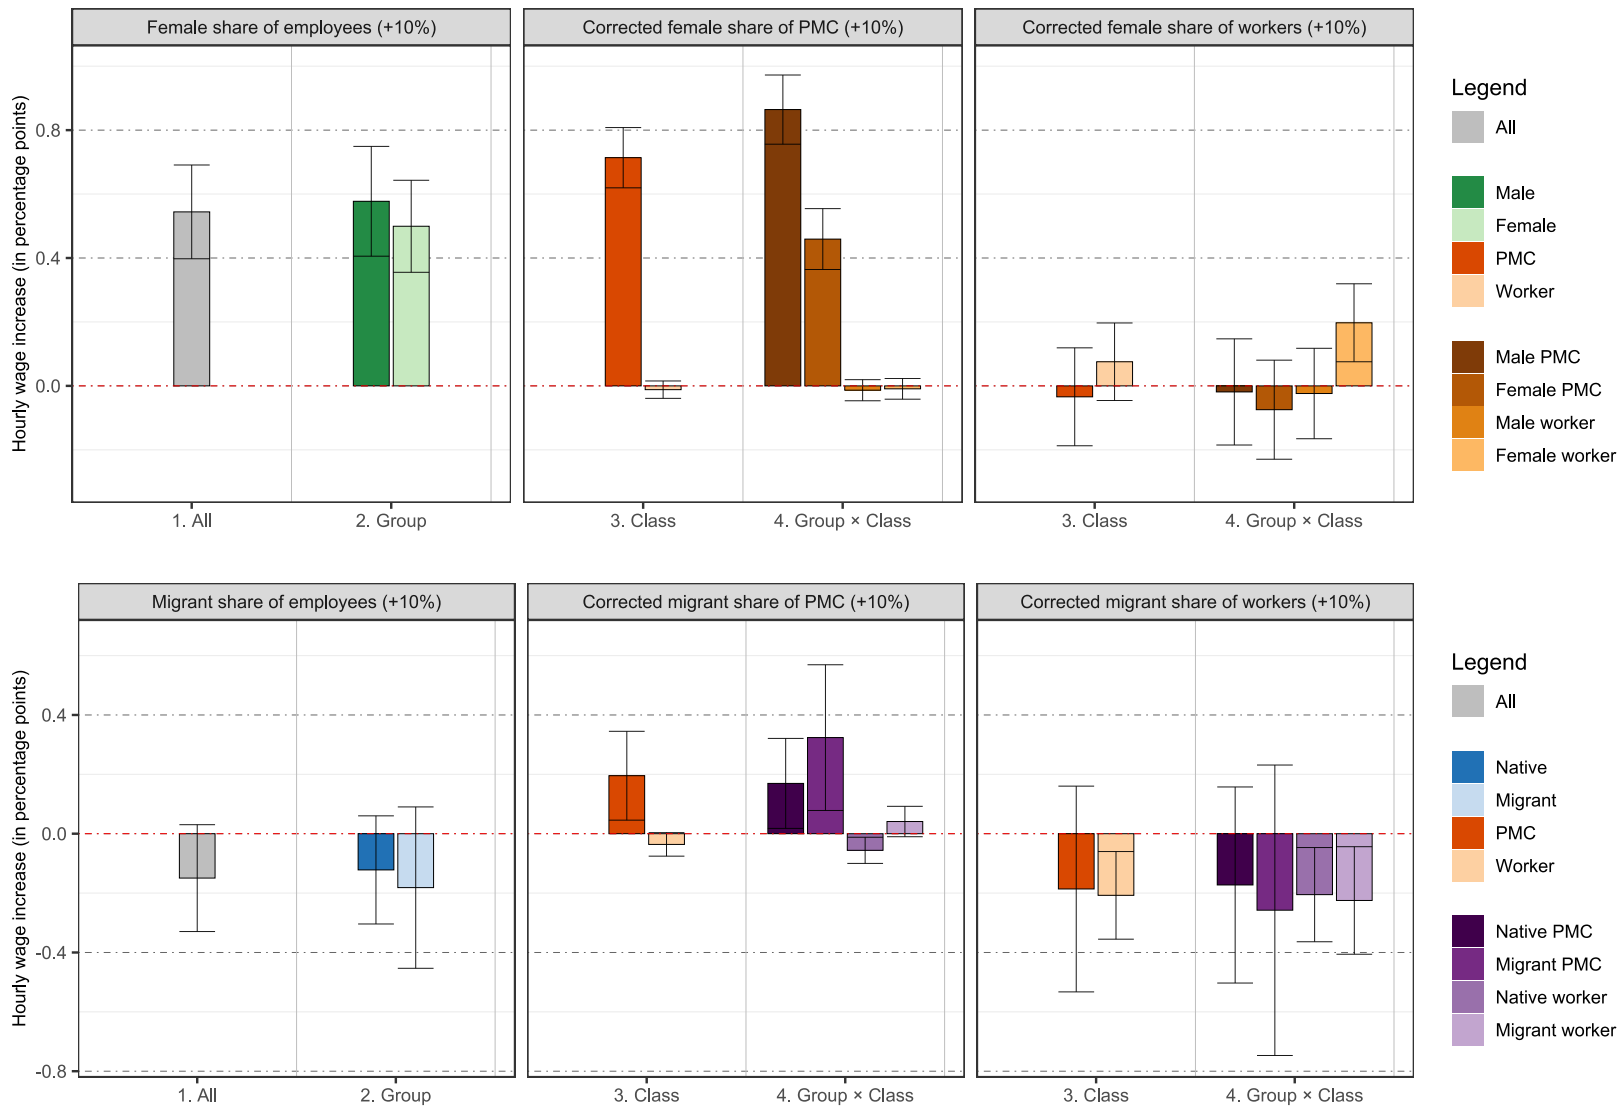 Female share of employees (+10%)
Corrected female share of PMC (+10%)
Corrected female share of workers (+10%)
Hourly wage increase (in percentage points)
0.8
0.4
0.0
1. All
2. Group
3. Class
4. Group × Class
3. Class
4. Group × Class
Legend
All
Male
Female
PMC
Worker
Male PMC
Female PMC
Male worker
Female worker
Migrant share of employees (+10%)
Corrected migrant share of PMC (+10%)
Corrected migrant share of workers (+10%)
Hourly wage increase (in percentage points)
0.4
0.0
-0.4
-0.8
1. All
2. Group
3. Class
4. Group × Class
3. Class
4. Group × Class
Legend
All
Native
Migrant
PMC
Worker
Native PMC
Migrant PMC
Native worker
Migrant worker